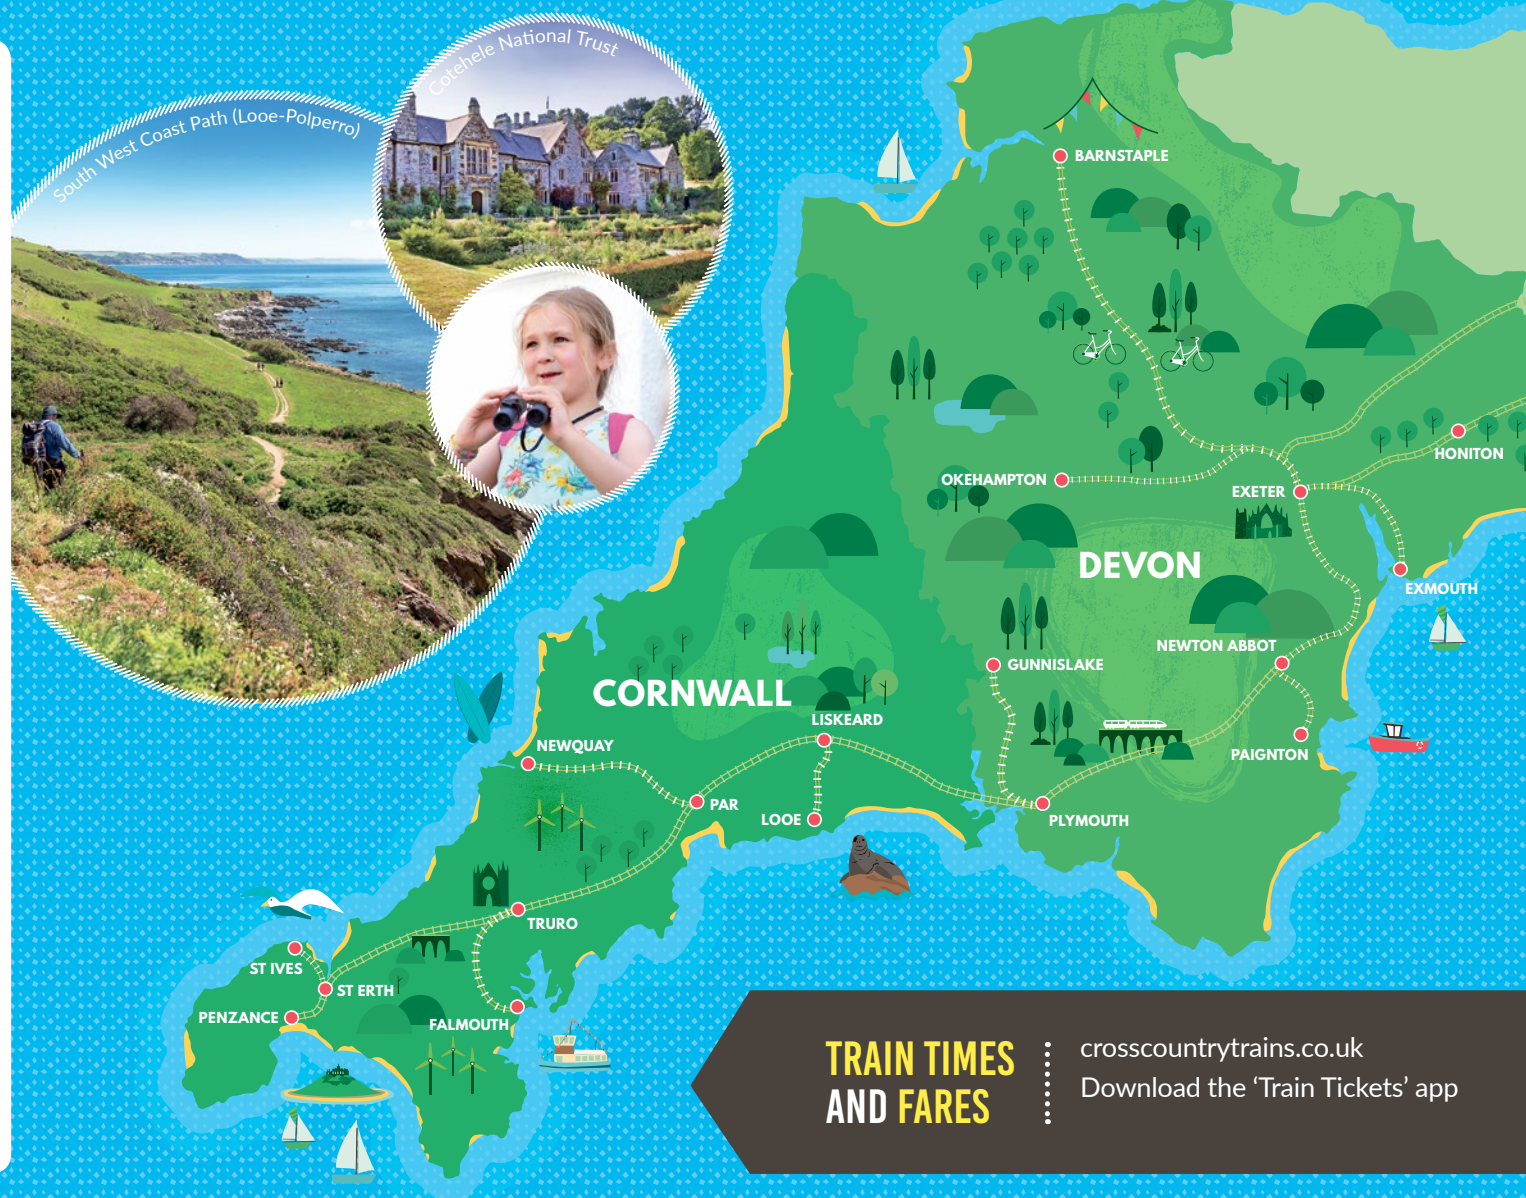 South West Coast Path (Looe-Polperro)
Cotehele National Trust
BARNSTAPLE
HONITON
OKEHAMPTON
EXETER
DEVON
EXMOUTH
NEWTON ABBOT
GUNNISLAKE
CORNWALL
LISKEARD
NEWQUAY
PAIGNTON
PAR
LOOE
PLYMOUTH
TRURO
ST IVES
ST ERTH
PENZANCE
FALMOUTH
TRAIN TIMES
AND FARES
crosscountrytrains.co.uk
Download the ‘Train Tickets’ app